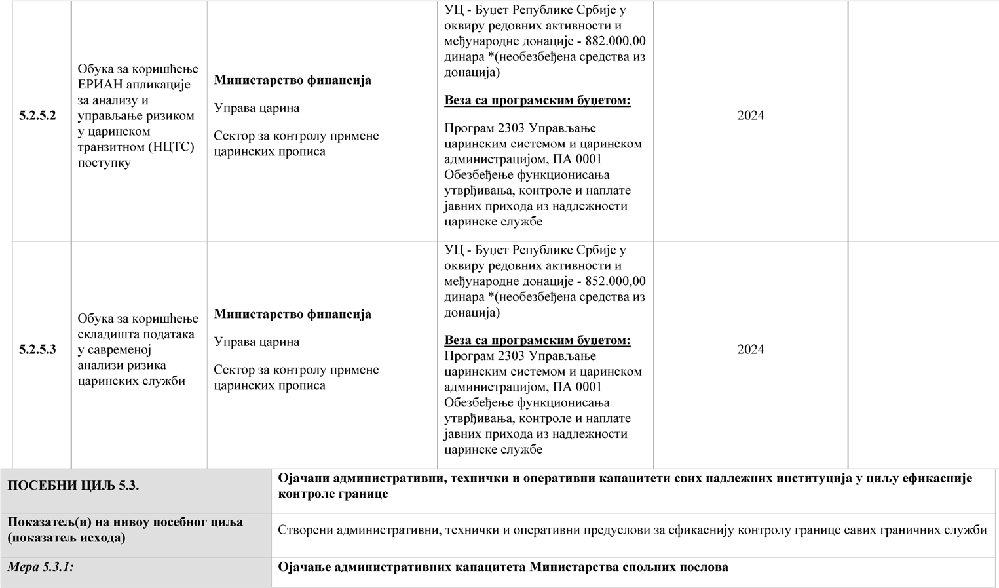 5.2.5.2
Обука за коришћење
ЕРИАН апликације
за анализу и
управљање ризиком
у царинском
транзитном (НЦТС)
поступку
Министарство финансија
Управа царина
Сектор за контролу примене
царинских прописа
УЦ - Буџет Републике Србије у
оквиру редовних активности и
међународне донације - 882.000,00
динара *(необезбеђена средства из
донација)
Веза са програмским буџетом:
Програм 2303 Управљање
царинским системом и царинском
администрацијом, ПА 0001
Обезбеђење функционисања
утврђивања, контроле и наплате
јавних прихода из надлежности
царинске службе
2024
5.2.5.3
Обука за коришћење
складишта података
у савременој
анализи ризика
царинских служби
Министарство финансија
Управа царина
Сектор за контролу примене
царинских прописа
УЦ - Буџет Републике Србије у
оквиру редовних активности и
међународне донације - 852.000,00
динара *(необезбеђена средства из
донација)
Веза са програмским буџетом:
Програм 2303 Управљање
царинским системом и царинском
администрацијом, ПА 0001
Обезбеђење функционисања
утврђивања, контроле и наплате
јавних прихода из надлежности
царинске службе
2024
ПОСЕБНИ ЦИЉ 5.3.
Ојачани административни, технички и оперативни капацитети свих надлежних институција у циљу ефикасније
контроле границе
Показатељ(и) на нивоу посебног циља
(показатељ исхода)
Створени административни, технички и оперативни предуслови за ефикаснију контролу границе савих граничних служби
Мера 5.3.1:
Ојачање административних капацитета Министарства спољних послова